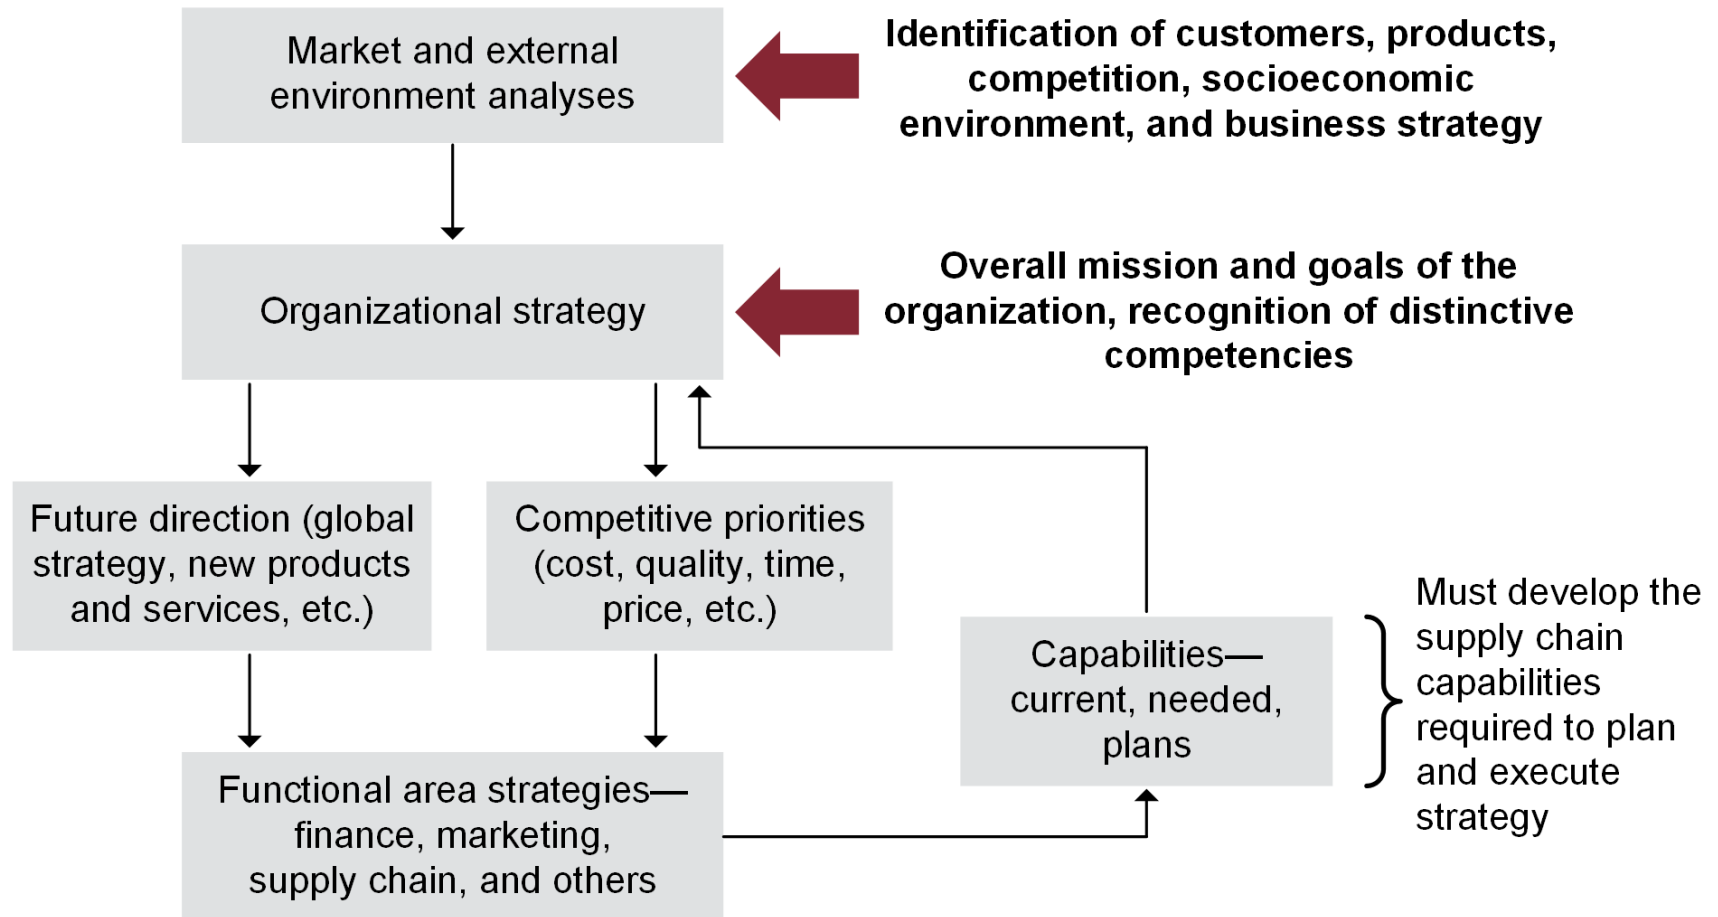 Market and external
environment analyses
Identification of customers, products,
competition, socioeconomic
environment, and business strategy
Organizational strategy
Overall mission and goals of the
organization, recognition of distinctive
competencies
Future direction (global
strategy, new products
and services, etc.)
Competitive priorities
(cost, quality, time,
price, etc.)
Capabilities—
current, needed,
plans
Must develop the
supply chain
capabilities
required to plan
and execute
strategy
Functional area strategies—
finance, marketing,
supply chain, and others